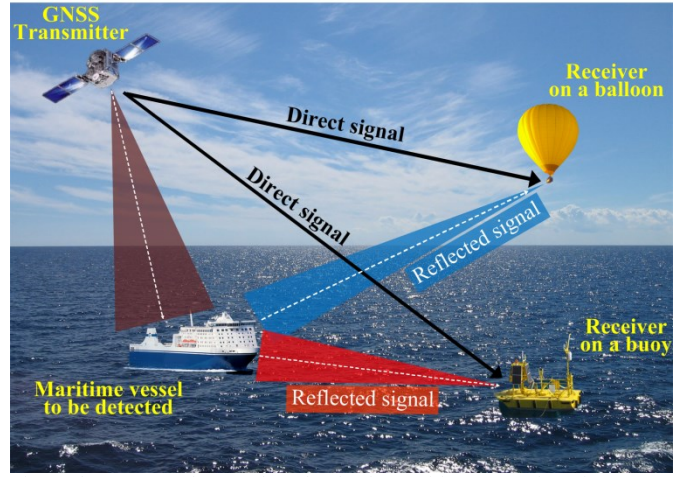 GNSS
Transmitter
Receiver
on a balloon
Direct signal
Direct signal
Reflected signal
Receiver
on a buoy
Maritime vessel
to be detected
Reflected signal